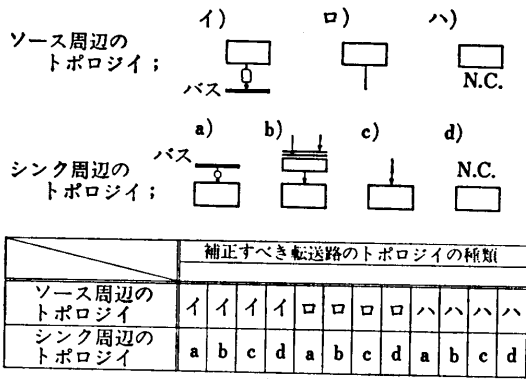 イ) ロ) ハ)
ソース周辺の
トポロジイ；
バス
N.C.
a) b) c) d)
バス
シンク周辺の
トポロジイ；
N.C.
補正すべき転送路のトポロジイの種類
ソース周辺の
トポロジイ
イ イ イ イ ロ ロ ロ ロ ハ ハ ハ ハ
シンク周辺の
トポロジイ
a b c d a b c d a b c d